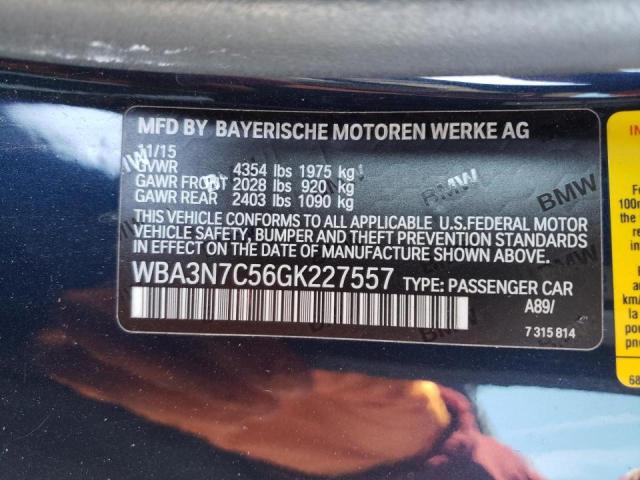 MFD BY BAYERISCHE MOTOREN WERKE AG
11/15
GVWR 4354 lbs 1975 kg
GAWR FRONT 2028 lbs 920 kg
GAWR REAR 2403 lbs 1090 kg
THIS VEHICLE CONFORMS TO ALL APPLICABLE U.S.FEDERAL MOTOR
VEHICLE SAFETY, BUMPER AND THEFT PREVENTION STANDARDS
IN EFFECT ON THE DATE OF MANUFACTURE SHOWN ABOVE.
WBA3N7C56GK227557 TYPE: PASSENGER CAR
A89/
7 315 814
BMW
BMW
BMW
BMW